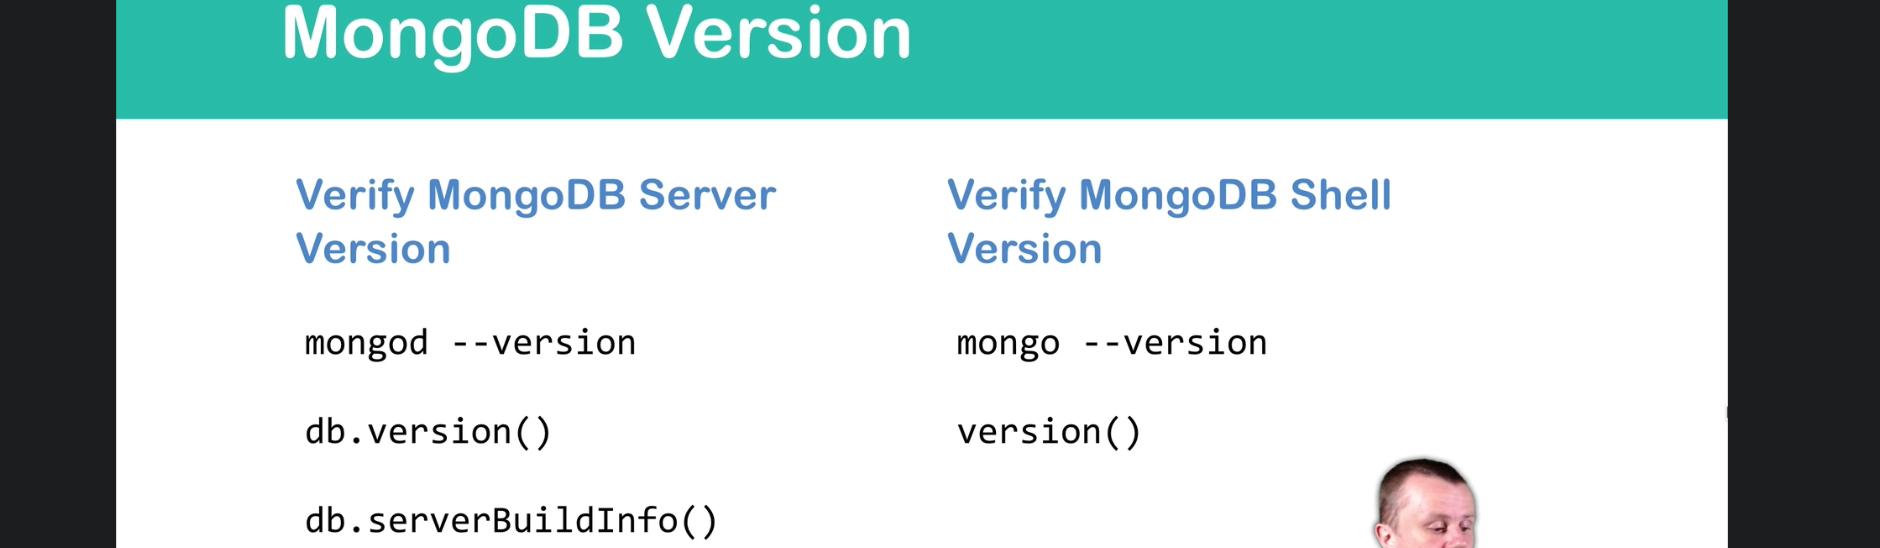 MongoDB Version
Verify MongoDB Server
Version
mongod --version
db.version()
db.serverBuildInfo()
Verify MongoDB Shell
Version
mongo --version
version()